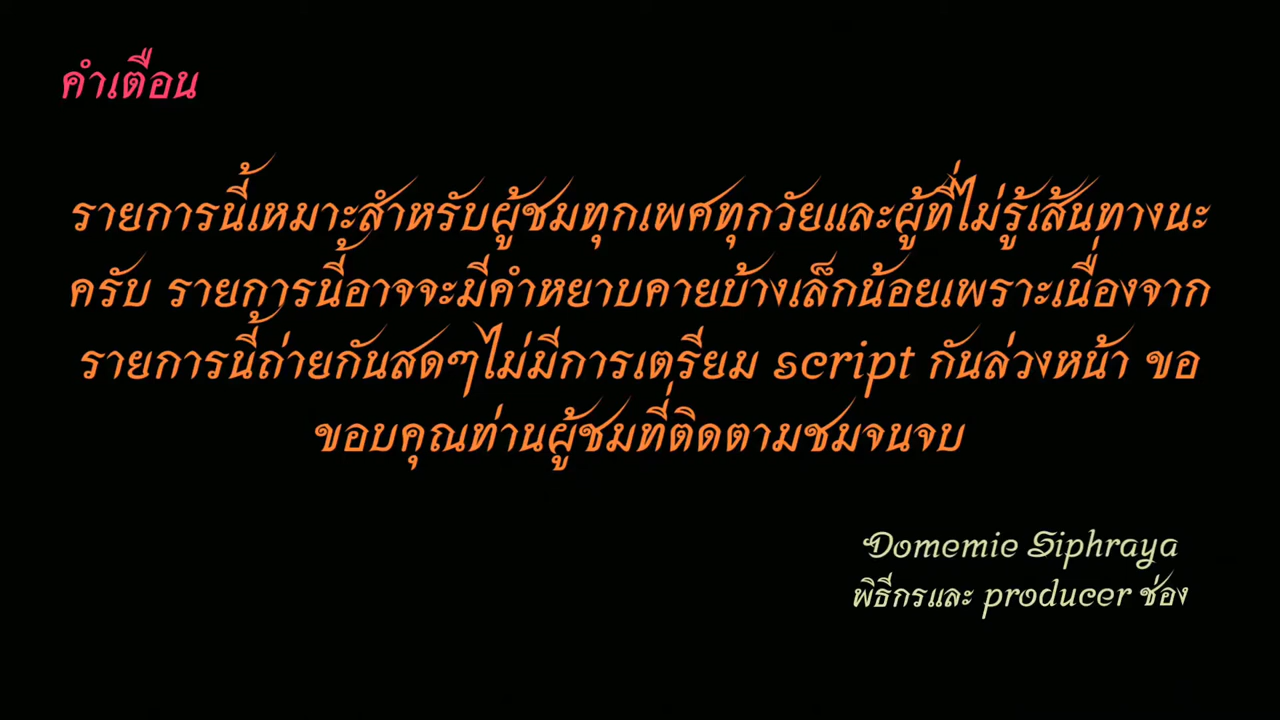 คำเตือน
รายการนี้เหมาะสำหรับผู้ชมทุกเพศทุกวัยและผู้ที่ไม่รู้เส้นทางนะ
ครับ รายการนี้อาจจะมีคำหยาบคายบ้างเล็กน้อยเพราะเนื่องจาก
รายการนี้ถ่ายกันสดๆไม่มีการเตรียม script กันล่วงหน้า ขอ
ขอบคุณท่านผู้ชมที่ติดตามชมจนจบ
Domemie Siphraya
พิธีกรและ producer ช่อง